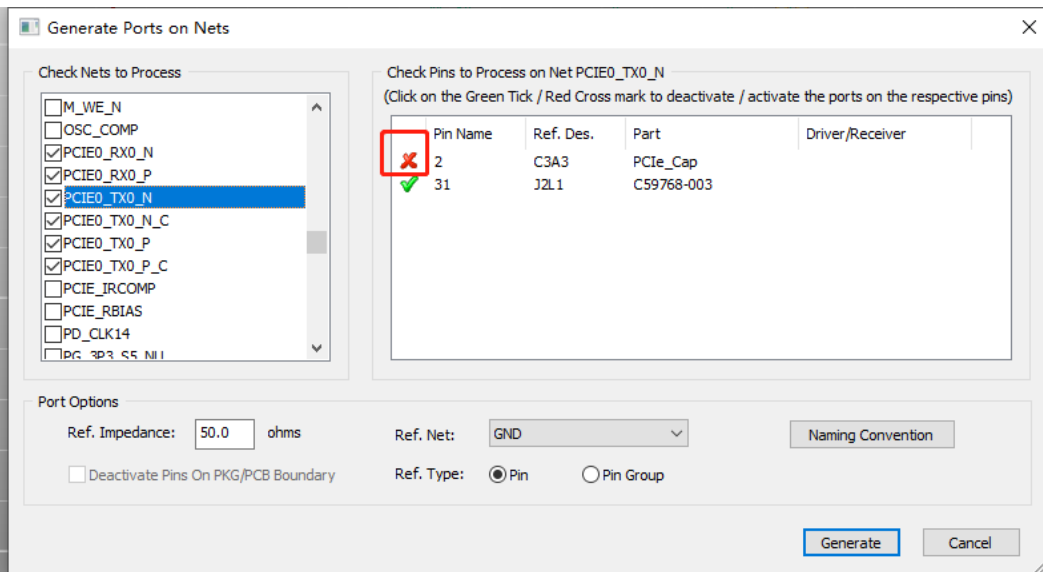 Generate Ports on Nets
Check Nets to Process
M_WE_N
OSC_COMP
PCIE0_RX0_N
PCIE0_RX0_P
PCIE0_TX0_N
PCIE0_TX0_N_C
PCIE0_TX0_P
PCIE0_TX0_P_C
PCIE_IRCOMP
PCIE_RBIAS
PD_CLK14
PG_3P3_S5_NU
Check Pins to Process on Net PCIE0_TX0_N
(Click on the Green Tick / Red Cross mark to deactivate / activate the ports on the respective pins)
Pin Name Ref. Des. Part Driver/Receiver
2 C3A3 PCIe_Cap
31 J2L1 C59768-003
Port Options
Ref. Impedance: 50.0 ohms Ref. Net: GND Naming Convention
Deactivate Pins On PKG/PCB Boundary Ref. Type: Pin Pin Group
Generate Cancel